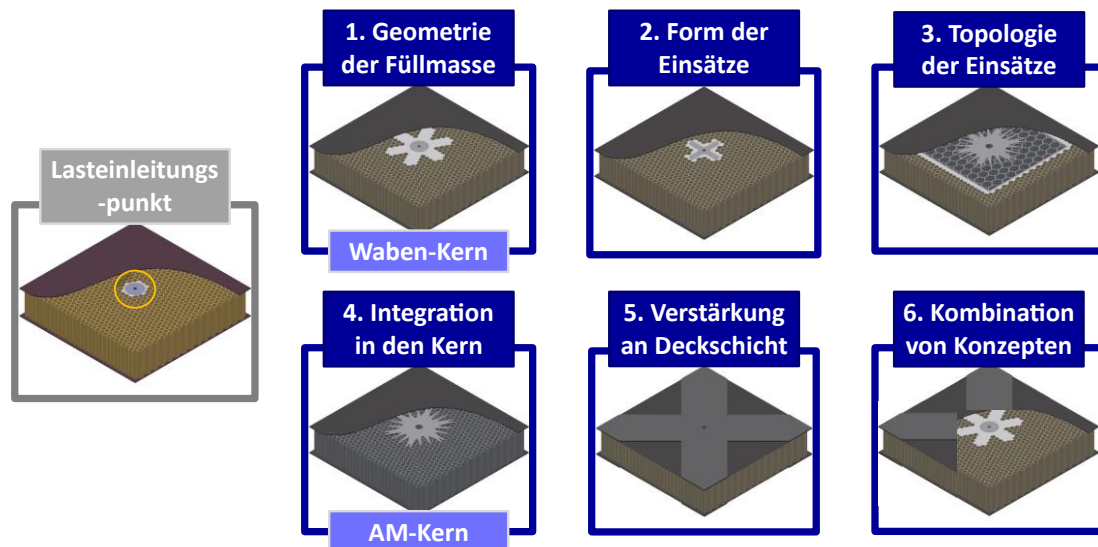 Lasteinleitungs
-punkt
1. Geometrie
der Füllmasse
Waben-Kern
2. Form der
Einsätze
3. Topologie
der Einsätze
4. Integration
in den Kern
AM-Kern
5. Verstärkung
an Deckschicht
6. Kombination
von Konzepten